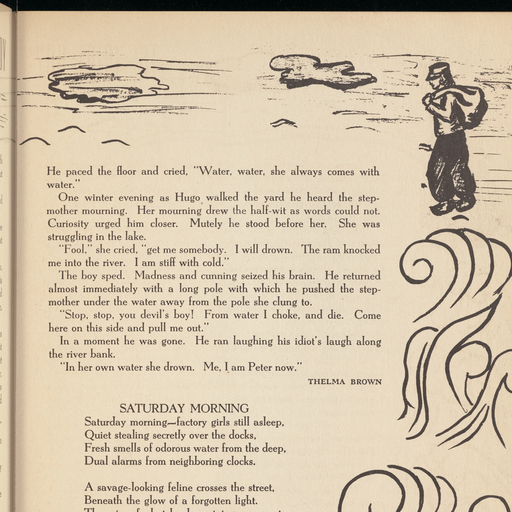 He paced the floor and cried, "Water, water, she always comes with
water."
One winter evening as Hugo walked the yard he heard the step-
mother mourning. Her mourning drew the half-wit as words could not.
Curiosity urged him closer. Mutely he stood before her. She was
struggling in the lake.
"Fool," she cried, "get me somebody. I will drown. The ram knocked
me into the river. I am stiff with cold."
The boy sped. Madness and cunning seized his brain. He returned
almost immediately with a long pole with which he pushed the step-
mother under the water away from the pole she clung to.
"Stop, stop, you devil's boy! From water I choke, and die. Come
here on this side and pull me out."
In a moment he was gone. He ran laughing his idiot's laugh along
the river bank.
"In her own water she drown. Me, I am Peter now."
THELMA BROWN
SATURDAY MORNING
Saturday morning—factory girls still asleep,
Quiet stealing secretly over the docks,
Fresh smells of odorous water from the deep,
Dual alarms from neighboring clocks.
A savage-looking feline crosses the street,
Beneath the glow of a forgotten light.